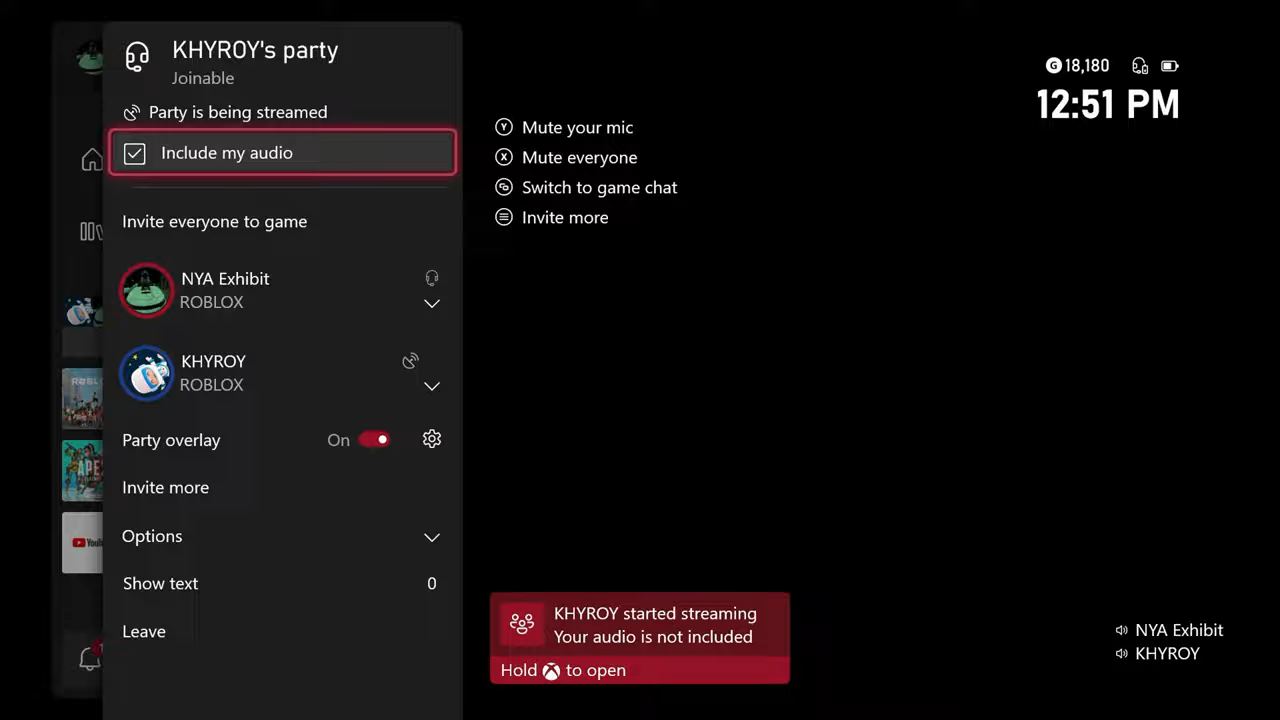 KHYROY's party
Joinable
Party is being streamed
Include my audio
Invite everyone to game
NYA Exhibit
ROBLOX
KHYROY
ROBLOX
Party overlay
On
Invite more
Options
Show text
0
Leave
Mute your mic
Mute everyone
Switch to game chat
Invite more
G 18,180
12:51 PM
KHYROY started streaming
Your audio is not included
Hold to open
NYA Exhibit
KHYROY